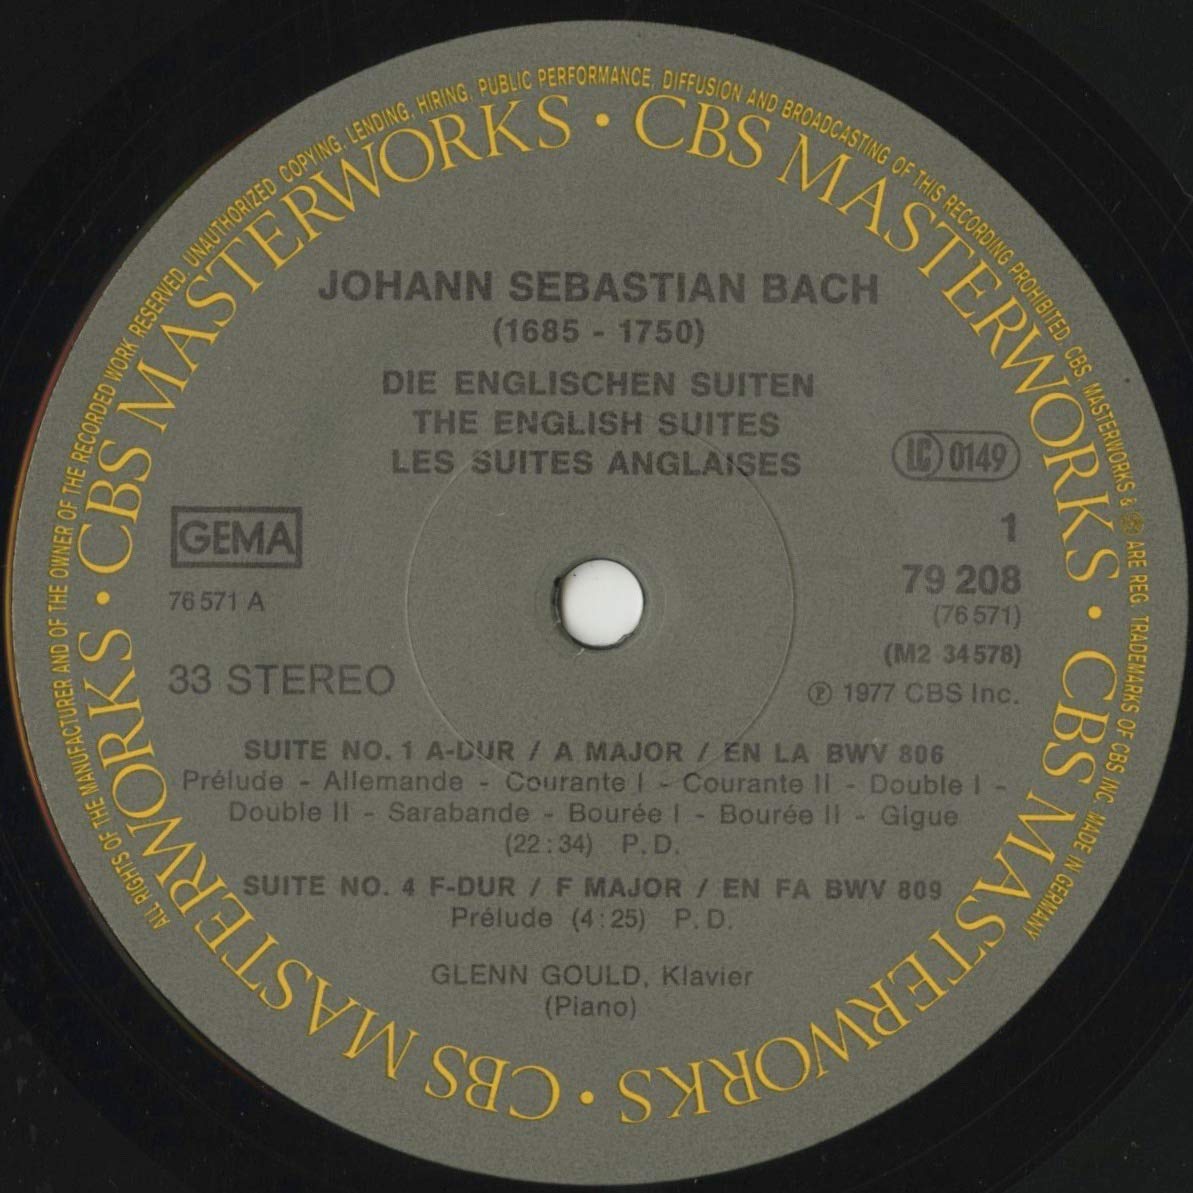 ALL RIGHTS OF THE MANUFACTURER AND OF THE OWNER OF THE RECORDED WORK RESERVED. UNAUTHORIZED COPYING, LENDING, HIRING, PUBLIC PERFORMANCE, DIFFUSION AND BROADCASTING OF THIS RECORDING PROHIBITED. CBS MASTERWORKS & ARE REG. TRADEMARKS OF CBS INC. MADE IN GERMANY
CBS MASTERWORKS · CBS MASTERWORKS · CBS MASTERWORKS · CBS MASTERWORKS ·
JOHANN SEBASTIAN BACH
(1685 - 1750)
DIE ENGLISCHEN SUITEN
THE ENGLISH SUITES
LES SUITES ANGLAISES
LC 0149
GEMA
1
79 208
76 571 A
(76 571)
(M2 34 578)
33 STEREO
℗ 1977 CBS Inc.
SUITE NO. 1 A-DUR / A MAJOR / EN LA BWV 806
Prélude - Allemande - Courante I - Courante II - Double I -
Double II - Sarabande - Bourée I - Bourée II - Gigue
(22:34) P.D.
SUITE NO. 4 F-DUR / F MAJOR / EN FA BWV 809
Prélude (4:25) P.D.
GLENN GOULD, Klavier
(Piano)